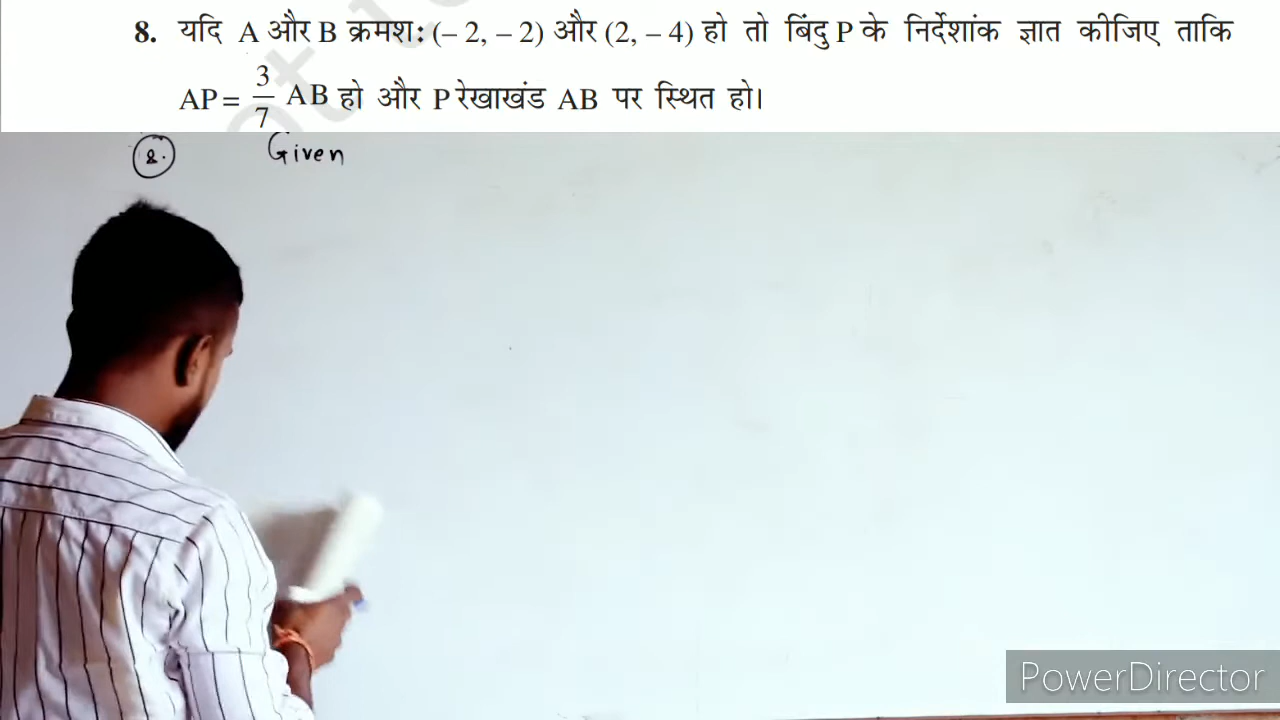 8. यदि A और B क्रमश: (– 2, – 2) और (2, – 4) हो तो बिंदु P के निर्देशांक ज्ञात कीजिए ताकि
AP = 3/7 AB हो और P रेखाखंड AB पर स्थित हो।
8. Given
PowerDirector